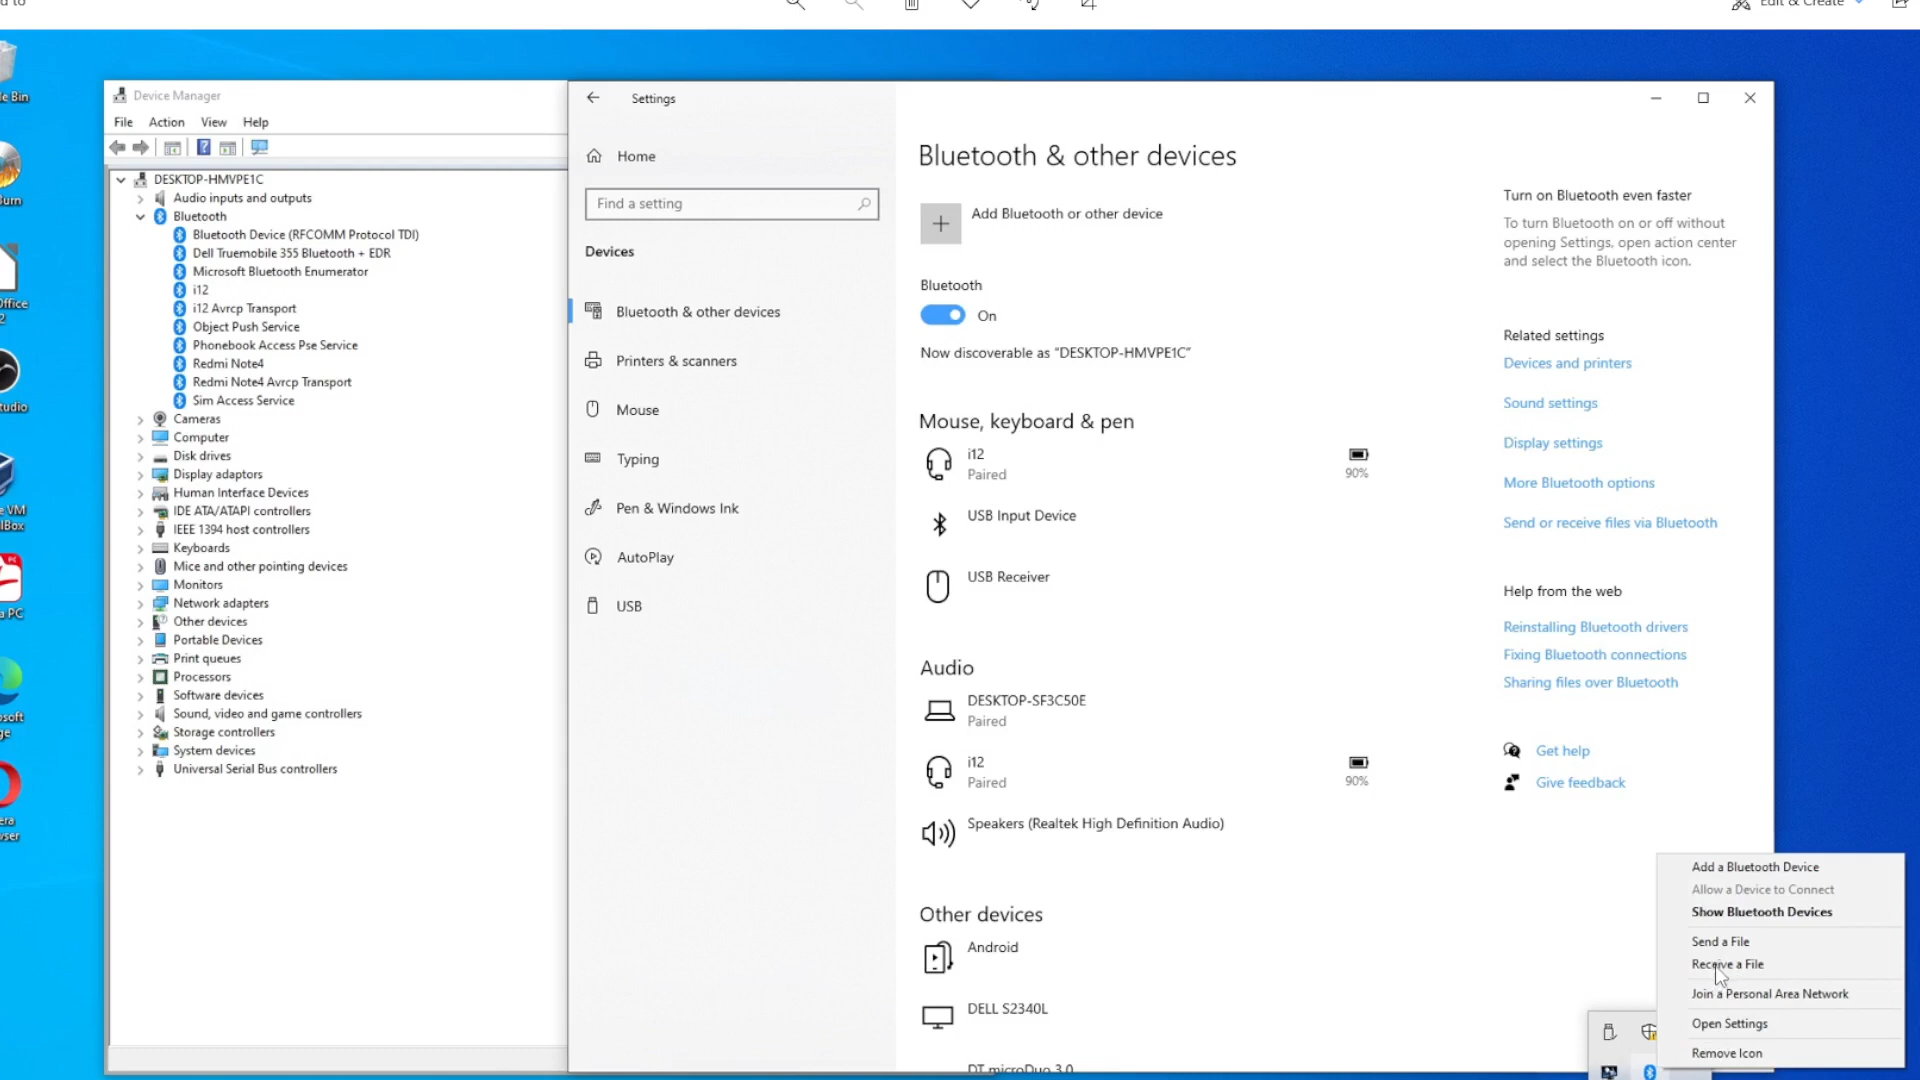 Edit & Create
Device Manager
File Action View Help
DESKTOP-HMVPE1C
Audio inputs and outputs
Bluetooth
Bluetooth Device (RFCOMM Protocol TDI)
Dell Truemobile 355 Bluetooth + EDR
Microsoft Bluetooth Enumerator
i12
i12 Avrcp Transport
Object Push Service
Phonebook Access Pse Service
Redmi Note4
Redmi Note4 Avrcp Transport
Sim Access Service
Cameras
Computer
Disk drives
Display adaptors
Human Interface Devices
IDE ATA/ATAPI controllers
IEEE 1394 host controllers
Keyboards
Mice and other pointing devices
Monitors
Network adapters
Other devices
Portable Devices
Print queues
Processors
Software devices
Sound, video and game controllers
Storage controllers
System devices
Universal Serial Bus controllers
Settings
Home
Find a setting
Devices
Bluetooth & other devices
Printers & scanners
Mouse
Typing
Pen & Windows Ink
AutoPlay
USB
Bluetooth & other devices
Add Bluetooth or other device
Bluetooth
On
Now discoverable as “DESKTOP-HMVPE1C”
Mouse, keyboard & pen
i12
Paired
90%
USB Input Device
USB Receiver
Audio
DESKTOP-SF3C50E
Paired
i12
Paired
90%
Speakers (Realtek High Definition Audio)
Other devices
Android
DELL S2340L
DT microDuo 3.0
Turn on Bluetooth even faster
To turn Bluetooth on or off without
opening Settings, open action center
and select the Bluetooth icon.
Related settings
Devices and printers
Sound settings
Display settings
More Bluetooth options
Send or receive files via Bluetooth
Help from the web
Reinstalling Bluetooth drivers
Fixing Bluetooth connections
Sharing files over Bluetooth
Get help
Give feedback
Add a Bluetooth Device
Allow a Device to Connect
Show Bluetooth Devices
Send a File
Receive a File
Join a Personal Area Network
Open Settings
Remove Icon